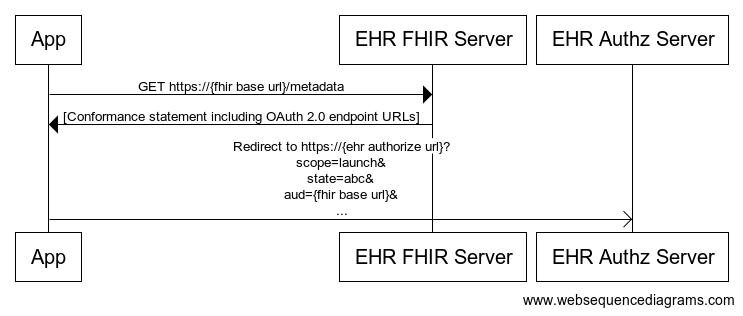 App
EHR FHIR Server
EHR Authz Server
GET https://{fhir base url}/metadata
[Conformance statement including OAuth 2.0 endpoint URLs]
Redirect to https://{ehr authorize url}?
scope=launch&
state=abc&
aud={fhir base url}&
...
App
EHR FHIR Server
EHR Authz Server
www.websequencediagrams.com